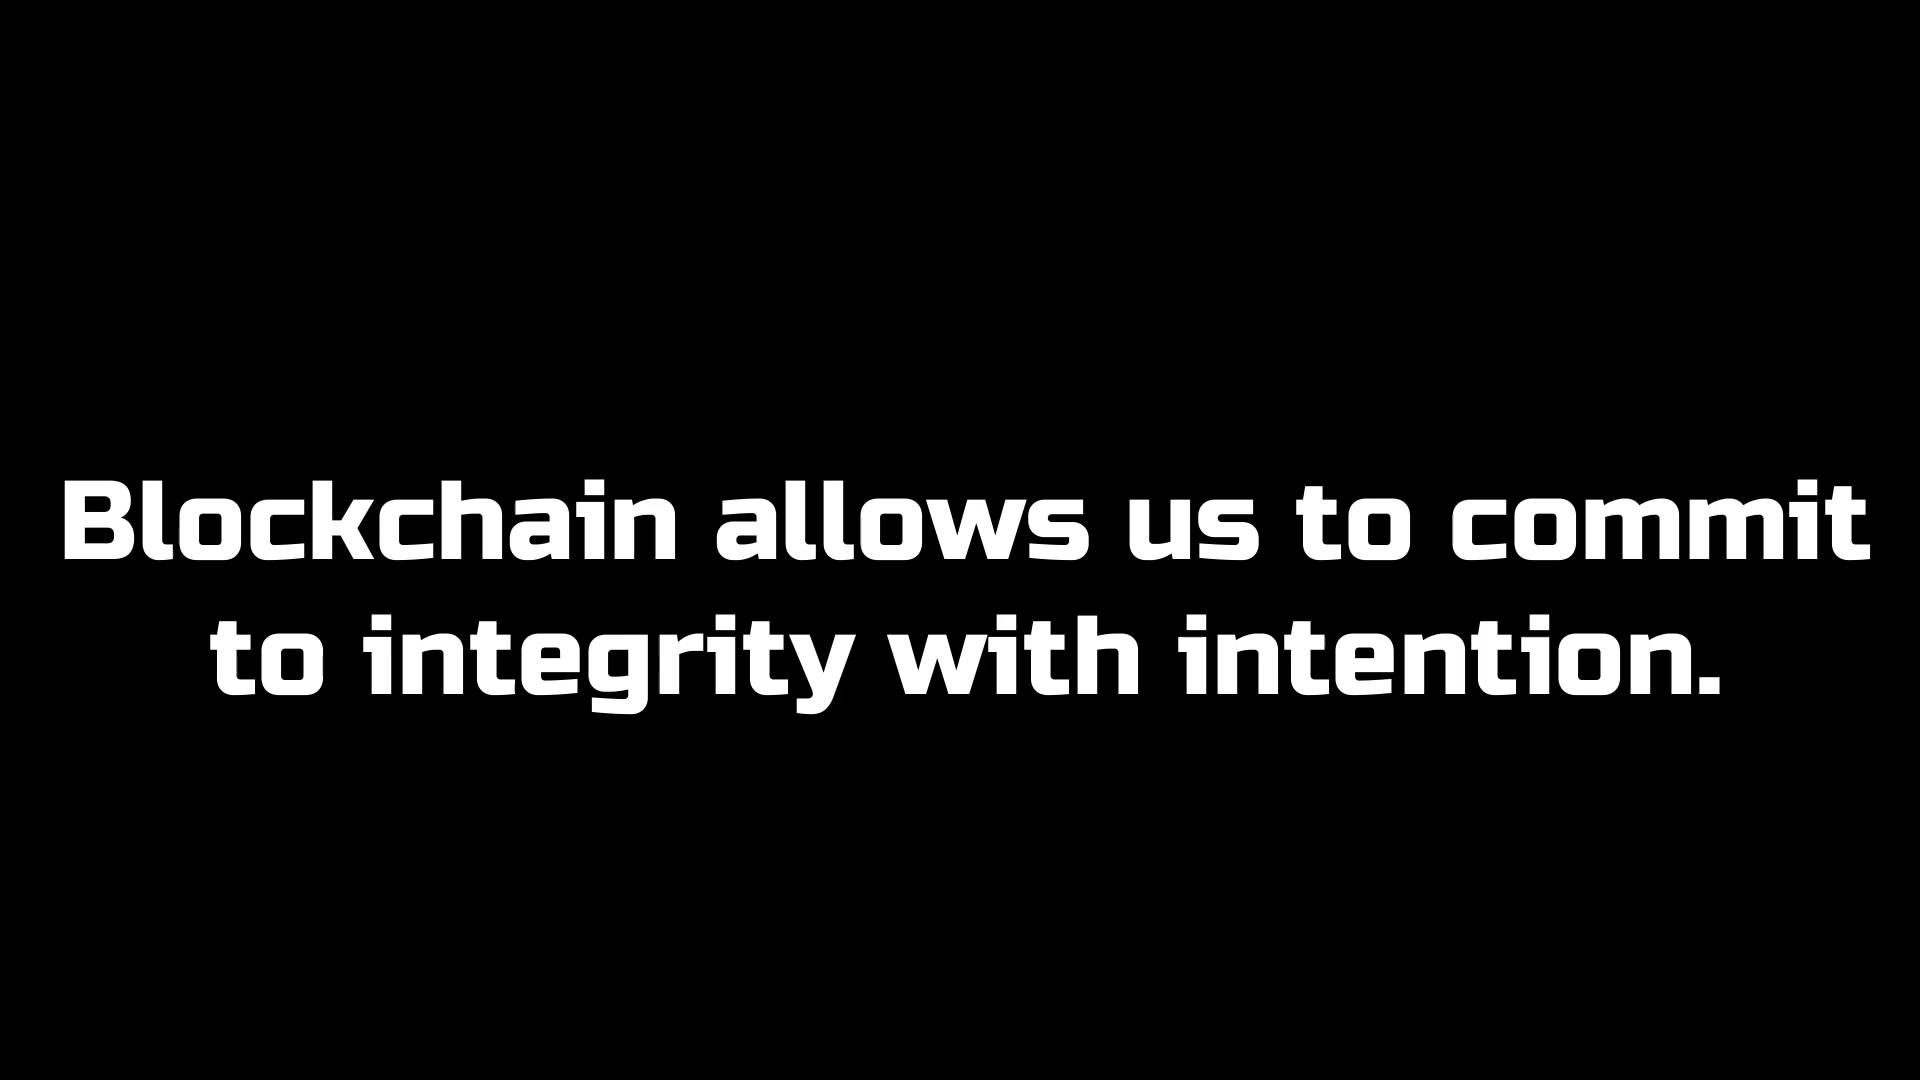 Blockchain allows us to commit
to integrity with intention.